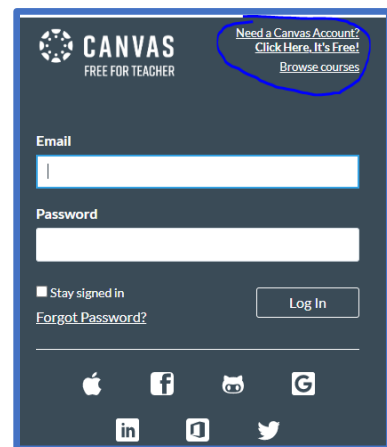 CANVAS
FREE FOR TEACHER
Need a Canvas Account?
Click Here, It's Free!
Browse courses
Email
Password
Stay signed in
Log In
Forgot Password?